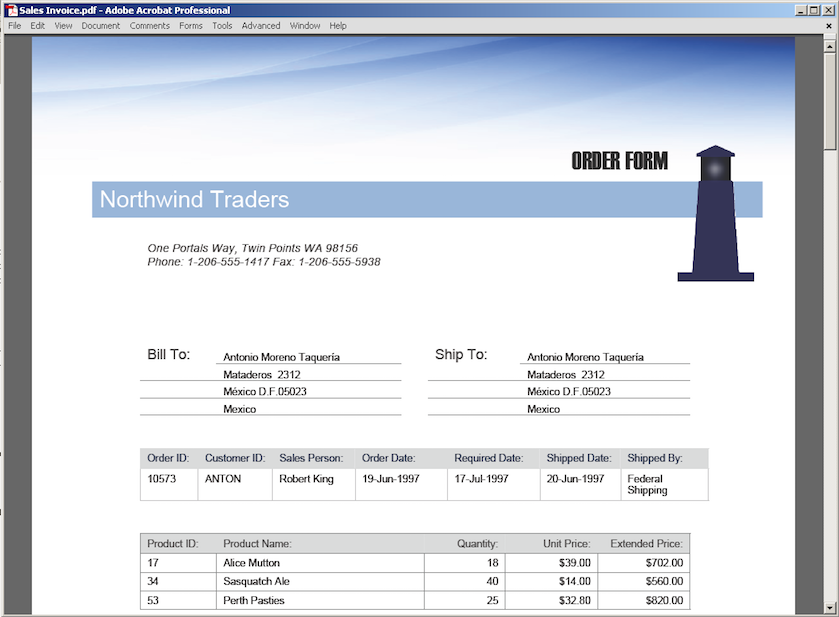 Sales Invoice.pdf - Adobe Acrobat Professional
File Edit View Document Comments Forms Tools Advanced Window Help
ORDER FORM
Northwind Traders
One Portals Way, Twin Points WA 98156
Phone: 1-206-555-1417 Fax: 1-206-555-5938
Bill To: Antonio Moreno Taquería Ship To: Antonio Moreno Taquería
Mataderos 2312 Mataderos 2312
México D.F.05023 México D.F.05023
Mexico Mexico
Order ID: Customer ID: Sales Person: Order Date: Required Date: Shipped Date: Shipped By:
10573 ANTON Robert King 19-Jun-1997 17-Jul-1997 20-Jun-1997 Federal
Shipping
Product ID: Product Name: Quantity: Unit Price: Extended Price:
17 Alice Mutton 18 $39.00 $702.00
34 Sasquatch Ale 40 $14.00 $560.00
53 Perth Pasties 25 $32.80 $820.00